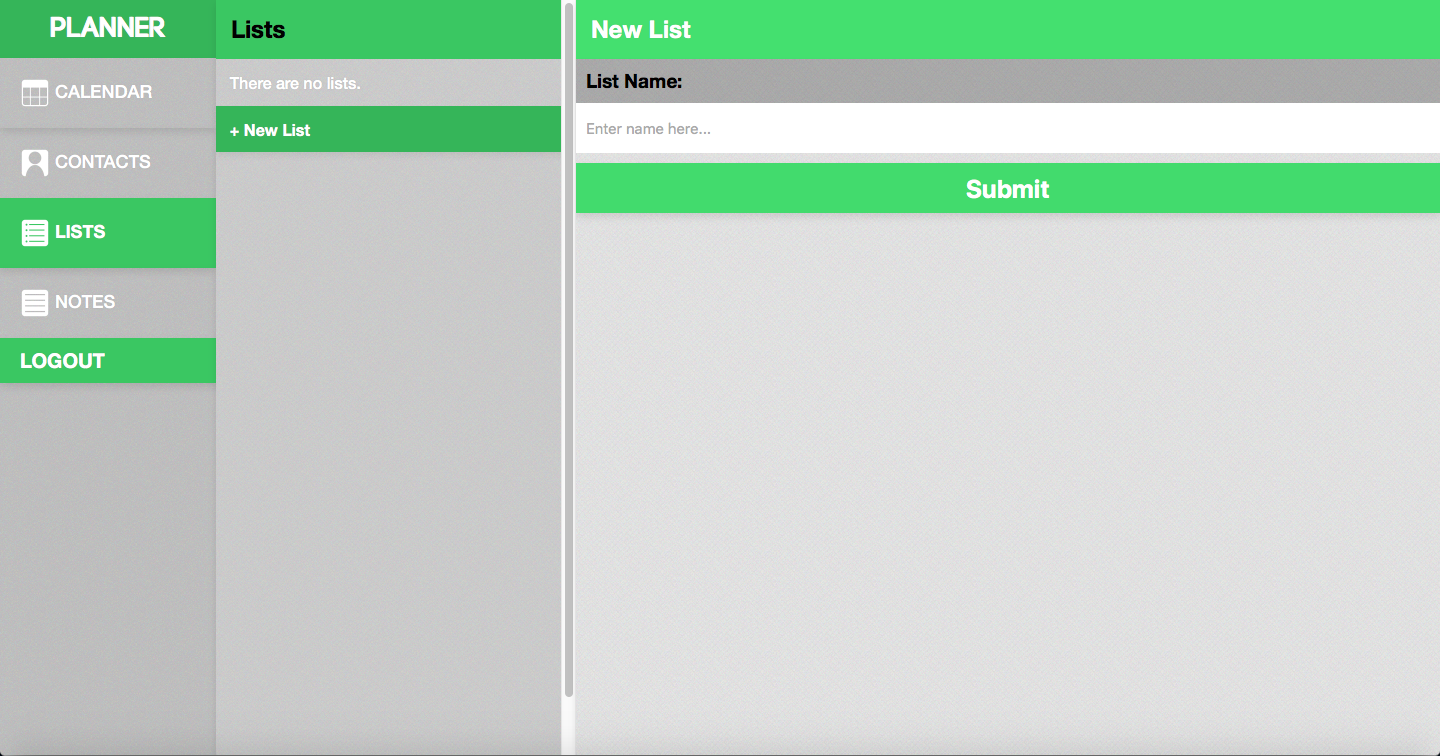 PLANNER
CALENDAR
CONTACTS
LISTS
NOTES
LOGOUT
Lists
There are no lists.
+ New List
New List
List Name:
Enter name here...
Submit